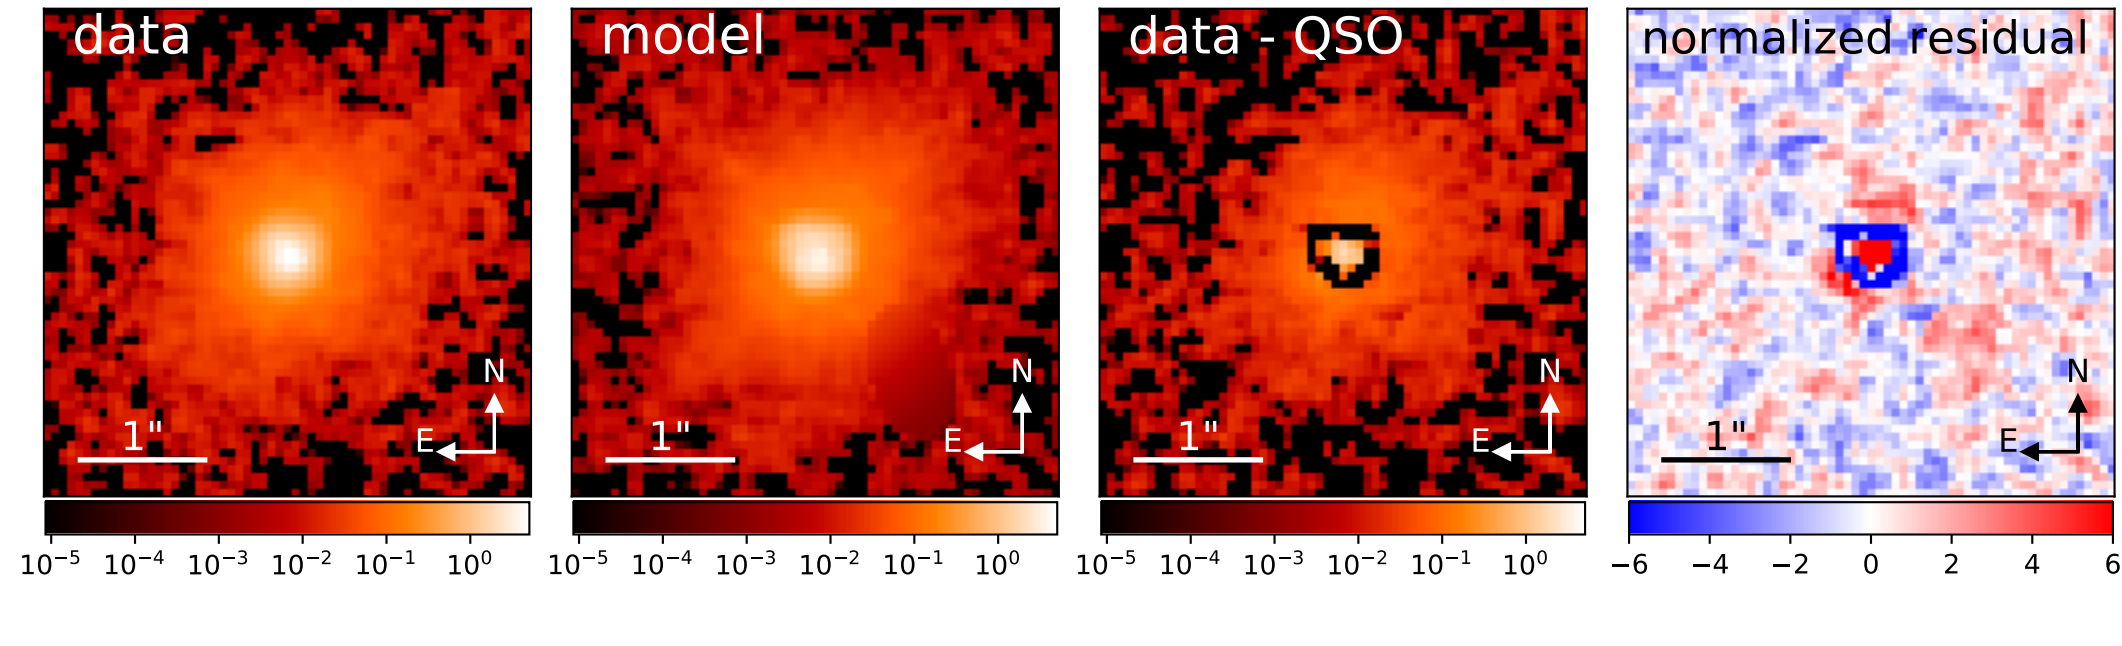 data model data - QSO normalized residual
N N N N
1" E 1" E 1" E 1" E
10⁻⁵ 10⁻⁴ 10⁻³ 10⁻² 10⁻¹ 10⁰ 10⁻⁵ 10⁻⁴ 10⁻³ 10⁻² 10⁻¹ 10⁰ 10⁻⁵ 10⁻⁴ 10⁻³ 10⁻² 10⁻¹ 10⁰ −6 −4 −2 0 2 4 6